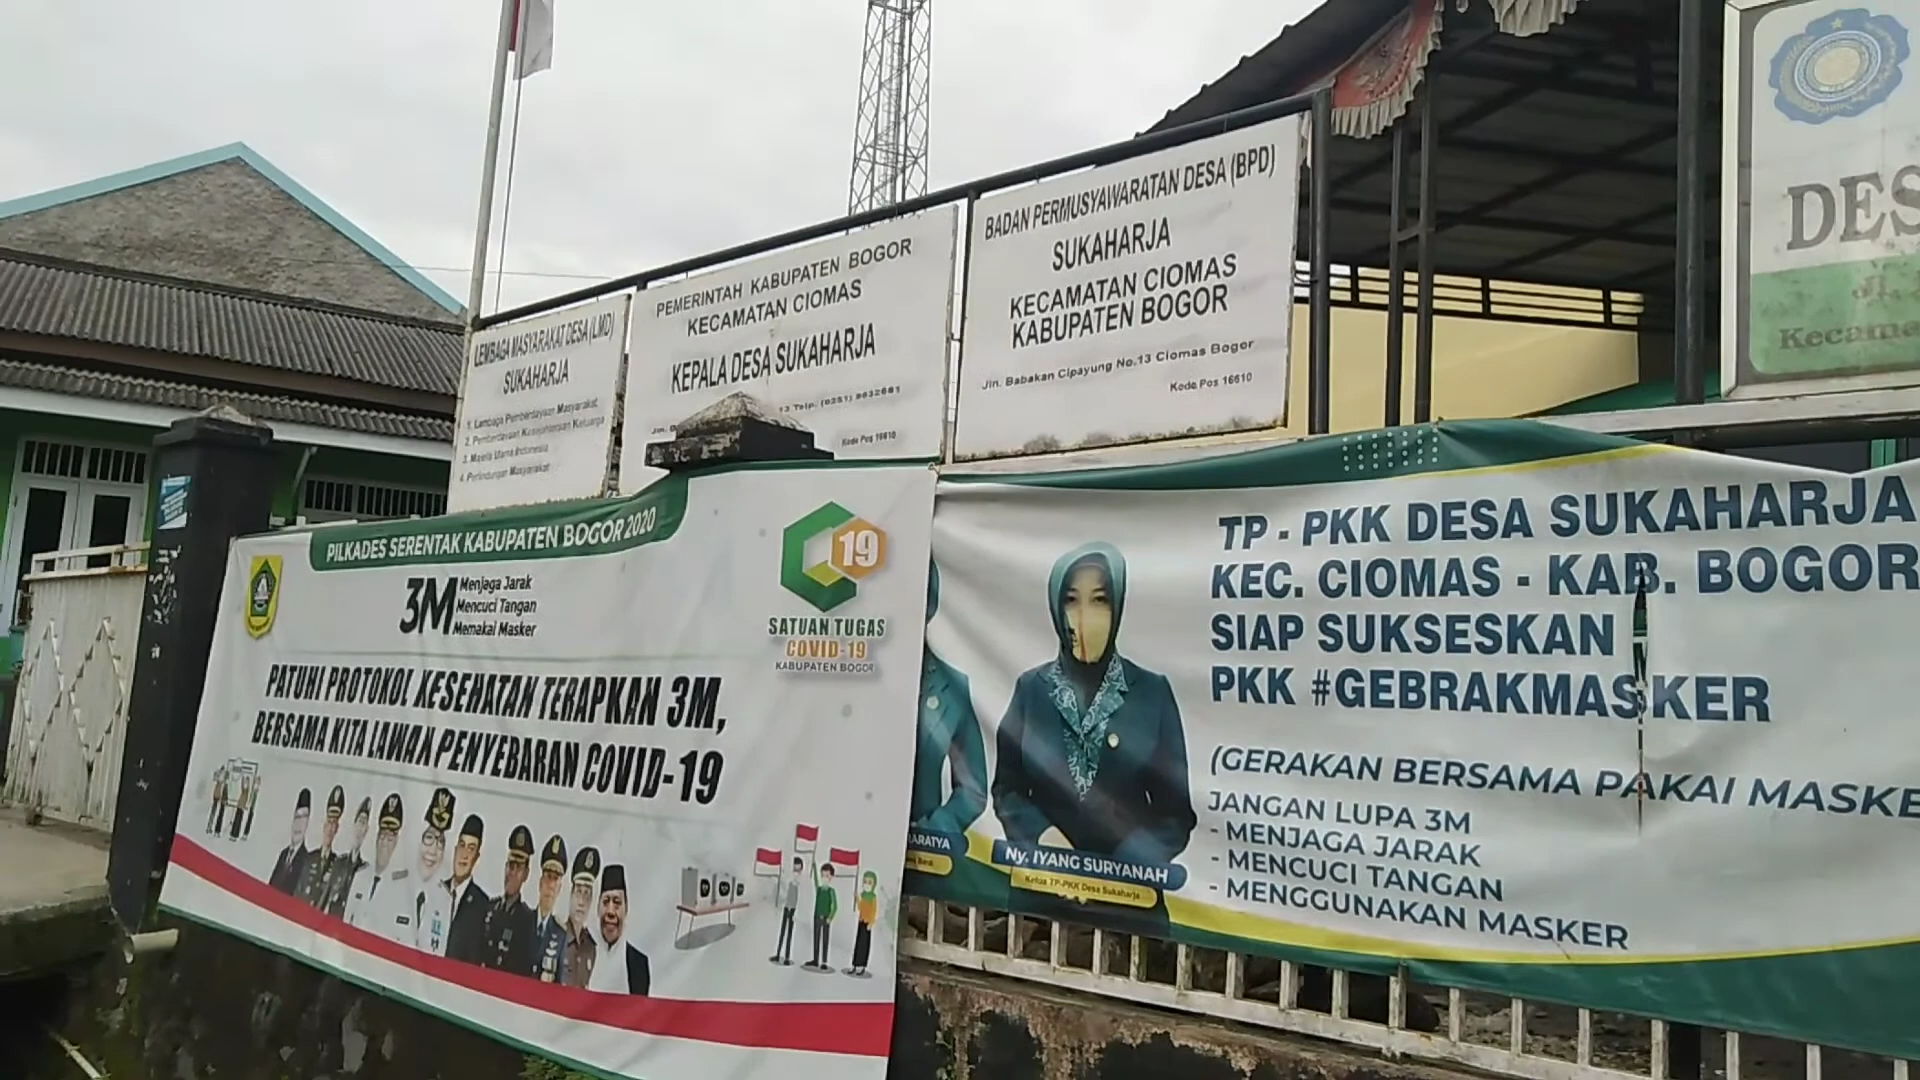 LEMBAGA MASYARAKAT DESA (LMD)
SUKAHARJA
1. Lembaga Pemberdayaan Masyarakat
2. Pemberdayaan Kesejahteraan Keluarga
3. Majelis Ulama Indonesia
4. Perlindungan Masyarakat
PEMERINTAH KABUPATEN BOGOR
KECAMATAN CIOMAS
KEPALA DESA SUKAHARJA
13 Telp. (0251) 8632661
Kode Pos 16610
BADAN PERMUSYAWARATAN DESA (BPD)
SUKAHARJA
KECAMATAN CIOMAS
KABUPATEN BOGOR
Jln. Babakan Cipayung No.13 Ciomas Bogor
Kode Pos 16610
DES
Jl.
Kecama
PILKADES SERENTAK KABUPATEN BOGOR 2020
3M
Menjaga Jarak
Mencuci Tangan
Memakai Masker
19
SATUAN TUGAS
COVID-19
KABUPATEN BOGOR
PATUHI PROTOKOL KESEHATAN TERAPKAN 3M,
BERSAMA KITA LAWAN PENYEBARAN COVID-19
TP - PKK DESA SUKAHARJA
KEC. CIOMAS - KAB. BOGOR
SIAP SUKSESKAN
PKK #GEBRAKMASKER
(GERAKAN BERSAMA PAKAI MASKE
JANGAN LUPA 3M
- MENJAGA JARAK
- MENCUCI TANGAN
- MENGGUNAKAN MASKER
ARATYA
Ny. IYANG SURYANAH
Ketua TP-PKK Desa Sukaharja